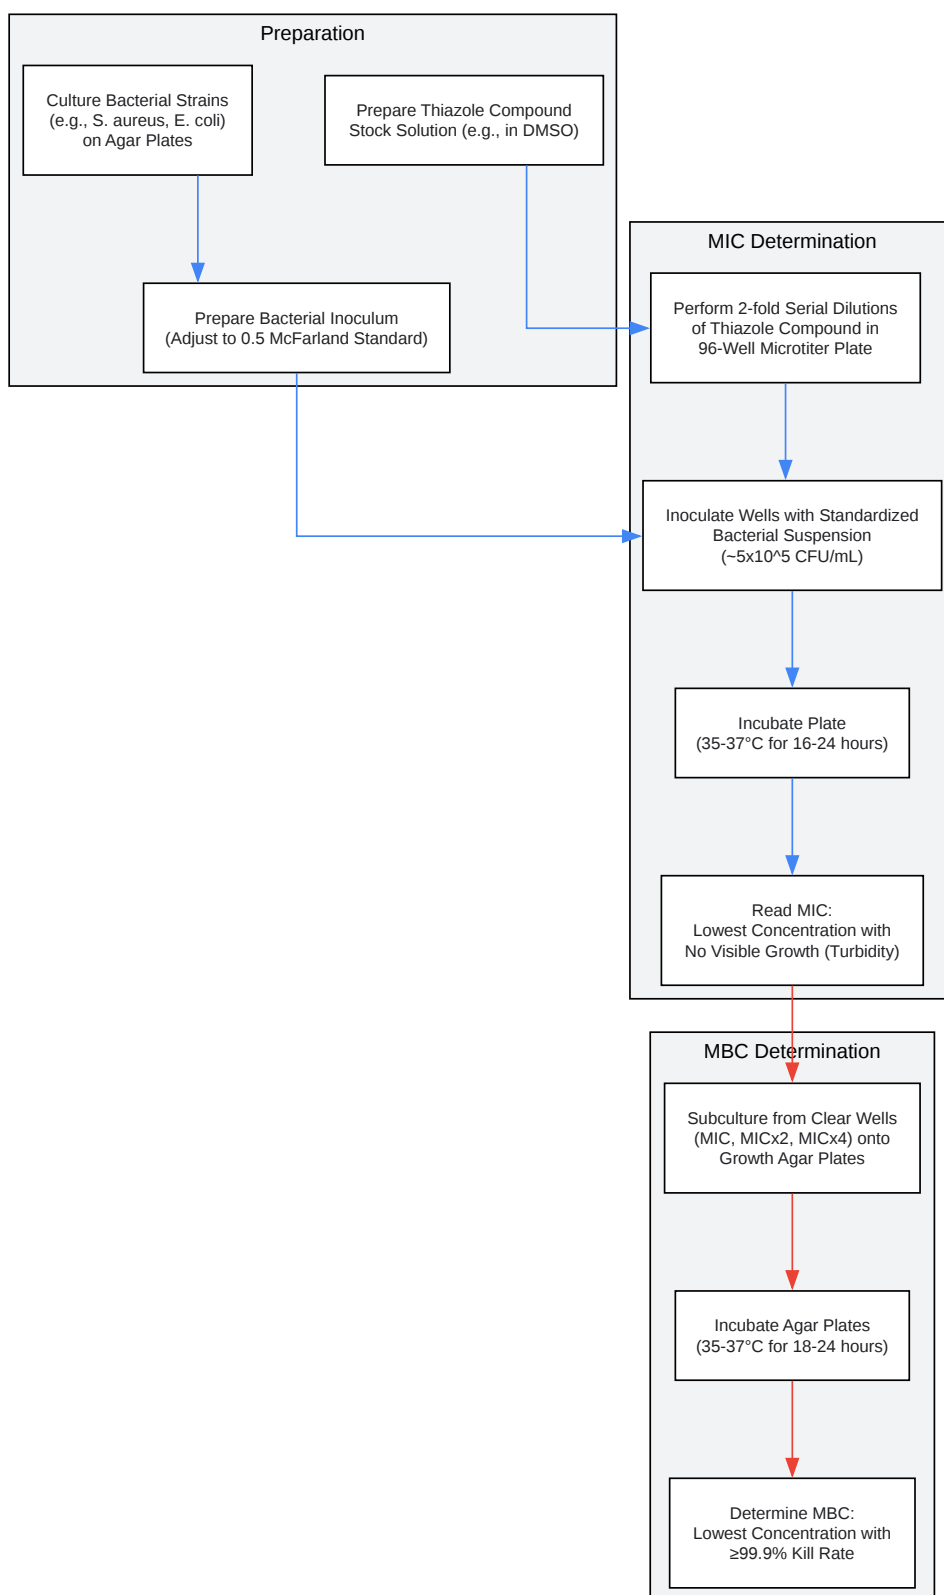 Preparation
Culture Bacterial Strains
(e.g., S. aureus, E. coli)
on Agar Plates
Prepare Thiazole Compound
Stock Solution (e.g., in DMSO)
Prepare Bacterial Inoculum
(Adjust to 0.5 McFarland Standard)
MIC Determination
Perform 2-fold Serial Dilutions
of Thiazole Compound in
96-Well Microtiter Plate
Inoculate Wells with Standardized
Bacterial Suspension
(~5x10^5 CFU/mL)
Incubate Plate
(35-37°C for 16-24 hours)
Read MIC:
Lowest Concentration with
No Visible Growth (Turbidity)
MBC Determination
Subculture from Clear Wells
(MIC, MICx2, MICx4) onto
Growth Agar Plates
Incubate Agar Plates
(35-37°C for 18-24 hours)
Determine MBC:
Lowest Concentration with
≥99.9% Kill Rate